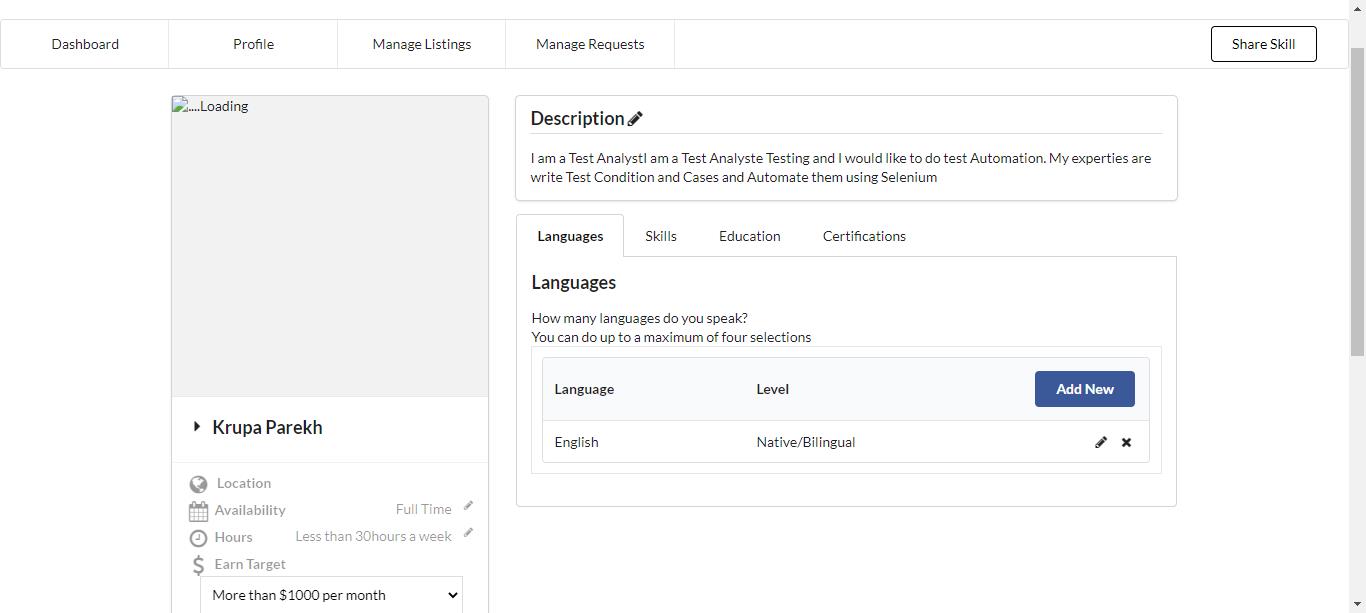 Dashboard
Profile
Manage Listings
Manage Requests
Share Skill
....Loading
Krupa Parekh
Location
Availability
Full Time
Hours
Less than 30hours a week
Earn Target
More than $1000 per month
Description
I am a Test AnalystI am a Test Analyste Testing and I would like to do test Automation. My experties are
write Test Condition and Cases and Automate them using Selenium
Languages
Skills
Education
Certifications
Languages
How many languages do you speak?
You can do up to a maximum of four selections
Language
Level
Add New
English
Native/Bilingual